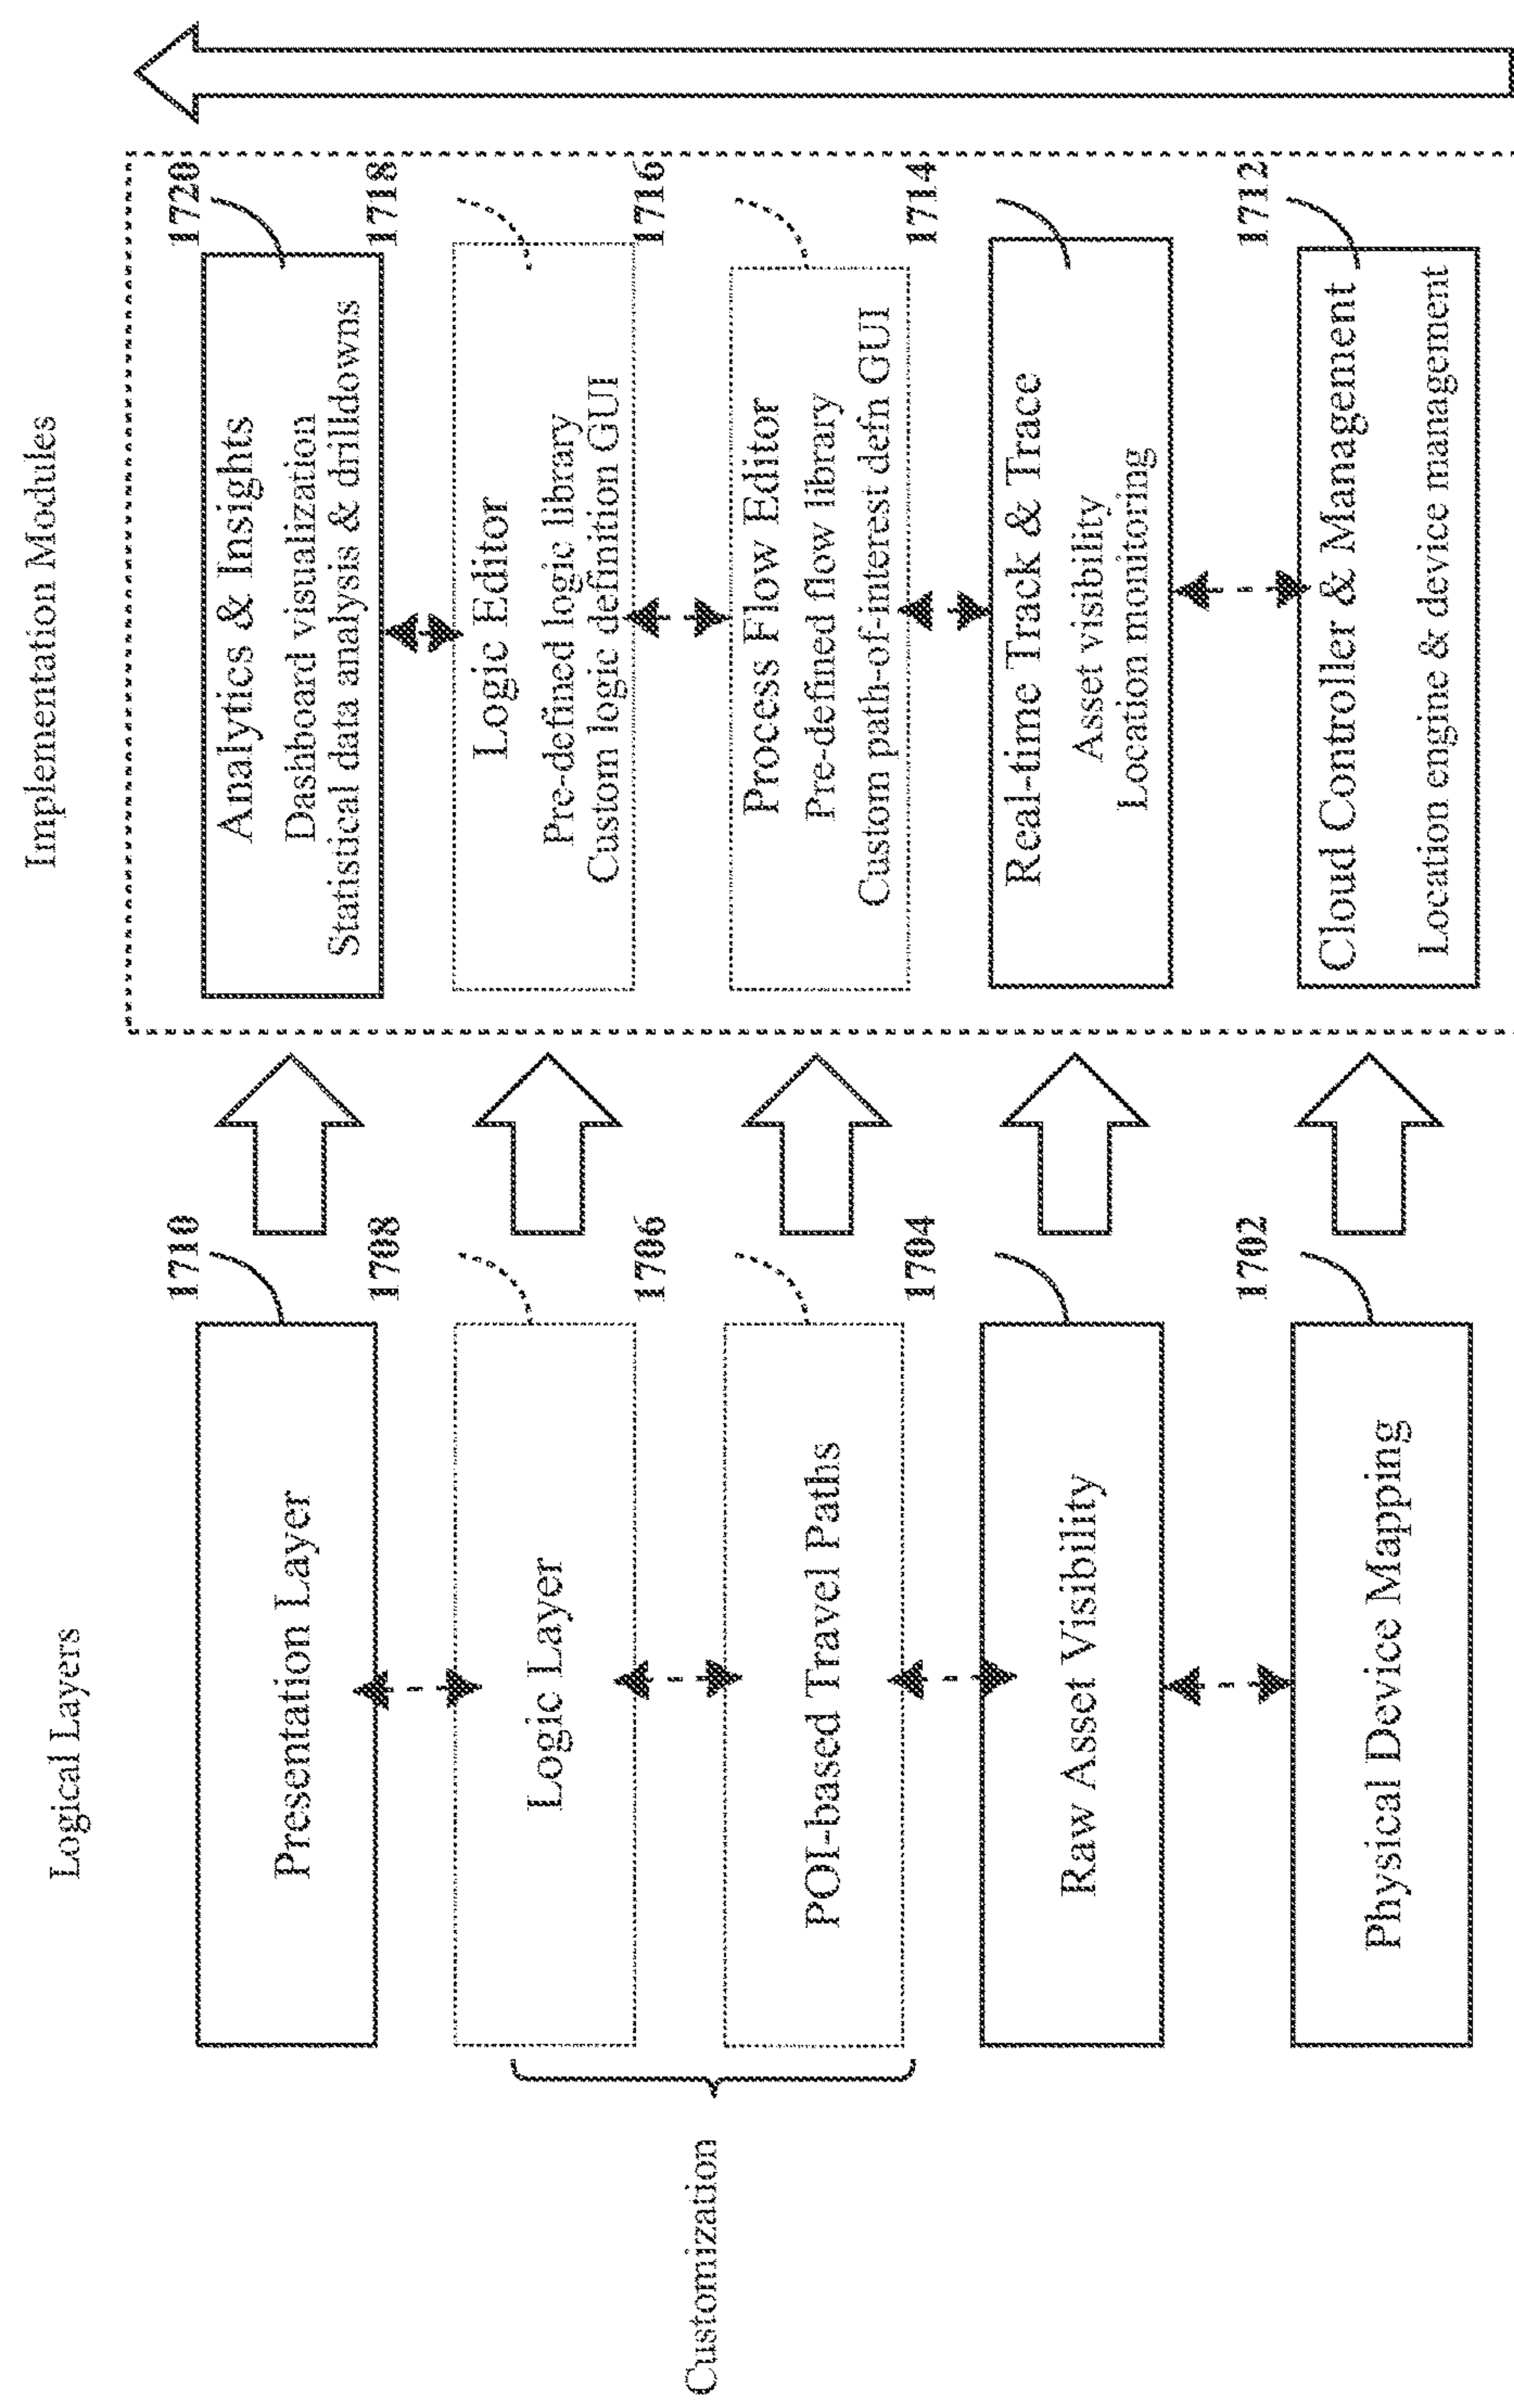 Logical Layers
Implementation Modules
1710
Presentation Layer
1720
Analytics & Insights
Dashboard visualization
Statistical data analysis & drilldowns
1708
Logic Layer
1718
Logic Editor
Pre-defined logic library
Custom logic definition GUI
Customization
1706
POI-based Travel Paths
1716
Process Flow Editor
Pre-defined flow library
Custom path-of-interest defn GUI
1704
Raw Asset Visibility
1714
Real-time Track & Trace
Asset visibility
Location monitoring
1702
Physical Device Mapping
1712
Cloud Controller & Management
Location engine & device management